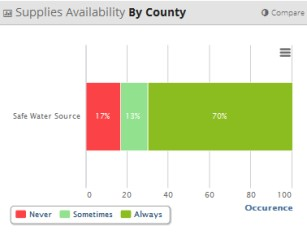 Supplies Availability By County
Compare
Safe Water Source
17%
13%
70%
0 20 40 60 80 100
Occurence
Never Sometimes Always